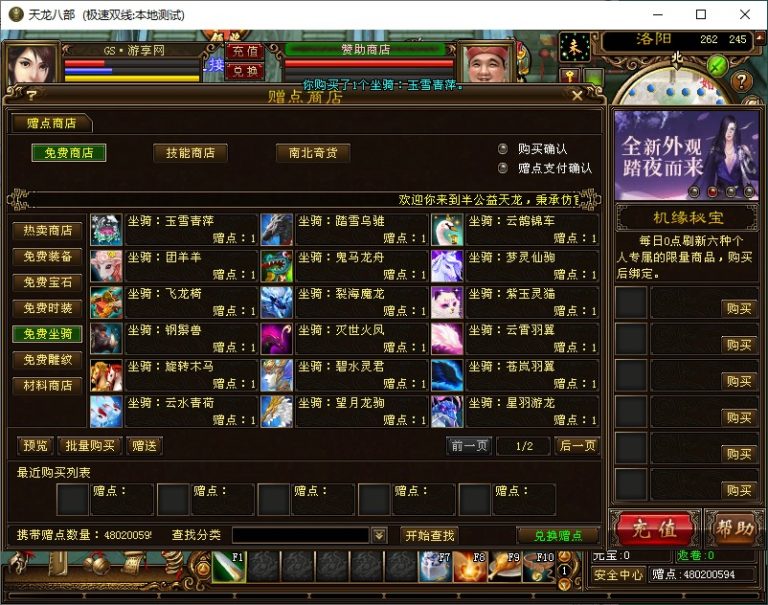 天龙八部 (极速双线:本地测试)
GS·游享网
充值
兑换
接
赞助商店
洛阳
262 245
北
你购买了1个坐骑：玉雪青萍。
?
赠点商店
赠点商店
免费商店
技能商店
南北奇货
购买确认
赠点支付确认
欢迎你来到半公益天龙，秉承仿官
热卖商店
免费装备
免费宝石
免费时装
免费坐骑
免费雕纹
材料商店
坐骑：玉雪青萍
赠点：1
坐骑：踏雪乌骓
赠点：1
坐骑：云鹊锦车
赠点：1
坐骑：团羊羊
赠点：1
坐骑：鬼马龙舟
赠点：1
坐骑：梦灵仙驹
赠点：1
坐骑：飞龙椅
赠点：1
坐骑：裂海魔龙
赠点：1
坐骑：紫玉灵猫
赠点：1
坐骑：钢鬃兽
赠点：1
坐骑：灭世火凤
赠点：1
坐骑：云霄羽翼
赠点：1
坐骑：旋转木马
赠点：1
坐骑：碧水灵君
赠点：1
坐骑：苍岚羽翼
赠点：1
坐骑：云水青荷
赠点：1
坐骑：望月龙驹
赠点：1
坐骑：星羽游龙
赠点：1
预览
批量购买
赠送
前一页
1/2
后一页
最近购买列表
赠点：
赠点：
赠点：
赠点：
赠点：
携带赠点数量：48020059
查找分类
开始查找
兑换赠点
全新外观
踏夜而来
机缘秘宝
每日0点刷新六种个
人专属的限量商品，购买
后绑定。
购买
购买
购买
购买
购买
购买
充值
帮助
F1
F7
F8
F9
F10
1
元宝:0
安全中心
赠点:480200594